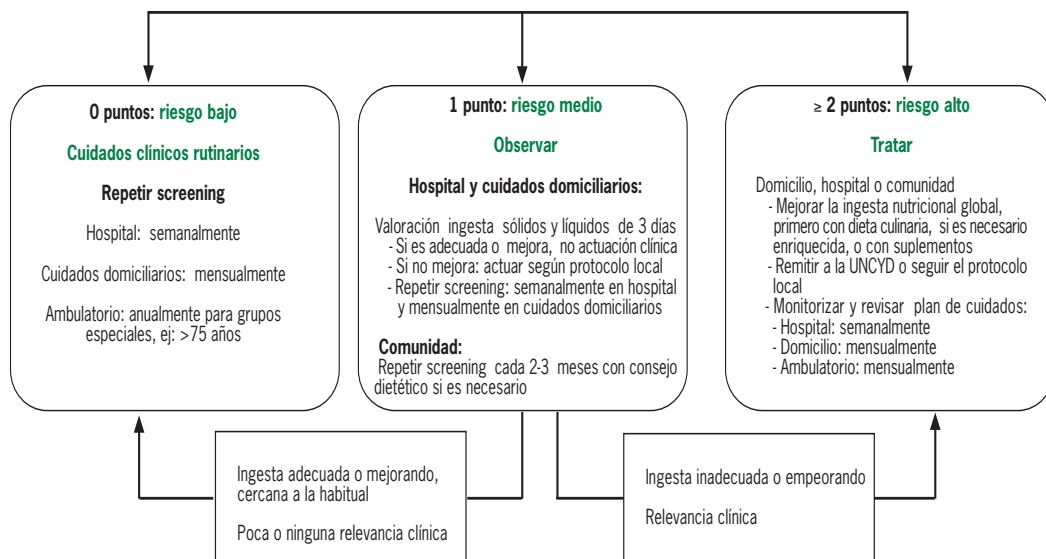 0 puntos: riesgo bajo
Cuidados clínicos rutinarios
Repetir screening
Hospital: semanalmente
Cuidados domiciliarios: mensualmente
Ambulatorio: anualmente para grupos
especiales, ej: >75 años
1 punto: riesgo medio
Observar
Hospital y cuidados domiciliarios:
Valoración ingesta sólidos y líquidos de 3 días
- Si es adecuada o mejora, no actuación clínica
- Si no mejora: actuar según protocolo local
- Repetir screening: semanalmente en hospital
y mensualmente en cuidados domiciliarios
Comunidad:
Repetir screening cada 2-3 meses con consejo
dietético si es necesario
≥ 2 puntos: riesgo alto
Tratar
Domicilio, hospital o comunidad
- Mejorar la ingesta nutricional global,
primero con dieta culinaria, si es necesario
enriquecida, o con suplementos
- Remitir a la UNCYD o seguir el protocolo
local
- Monitorizar y revisar plan de cuidados:
- Hospital: semanalmente
- Domicilio: mensualmente
- Ambulatorio: mensualmente
Ingesta adecuada o mejorando,
cercana a la habitual
Poca o ninguna relevancia clínica
Ingesta inadecuada o empeorando
Relevancia clínica